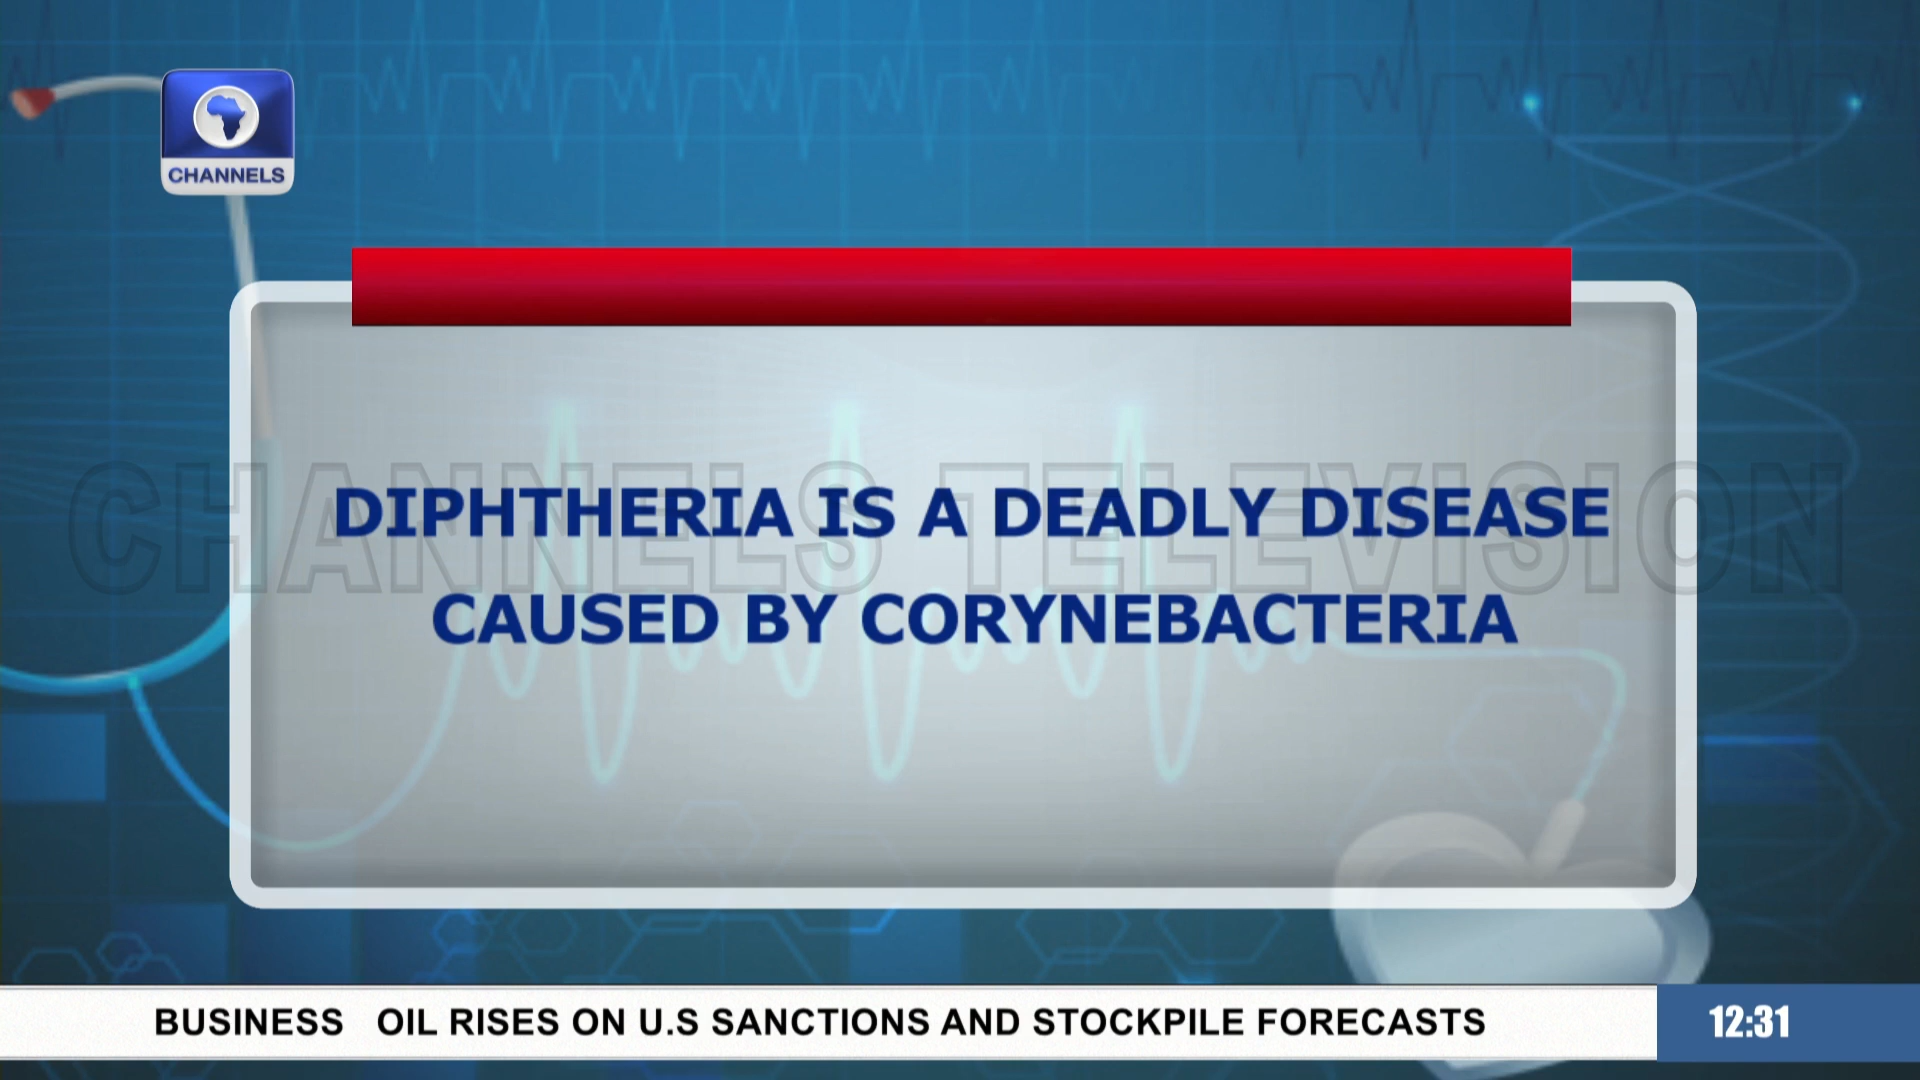 CHANNELS
CHANNELS TELEVISION
DIPHTHERIA IS A DEADLY DISEASE
CAUSED BY CORYNEBACTERIA
BUSINESS OIL RISES ON U.S SANCTIONS AND STOCKPILE FORECASTS
12:31